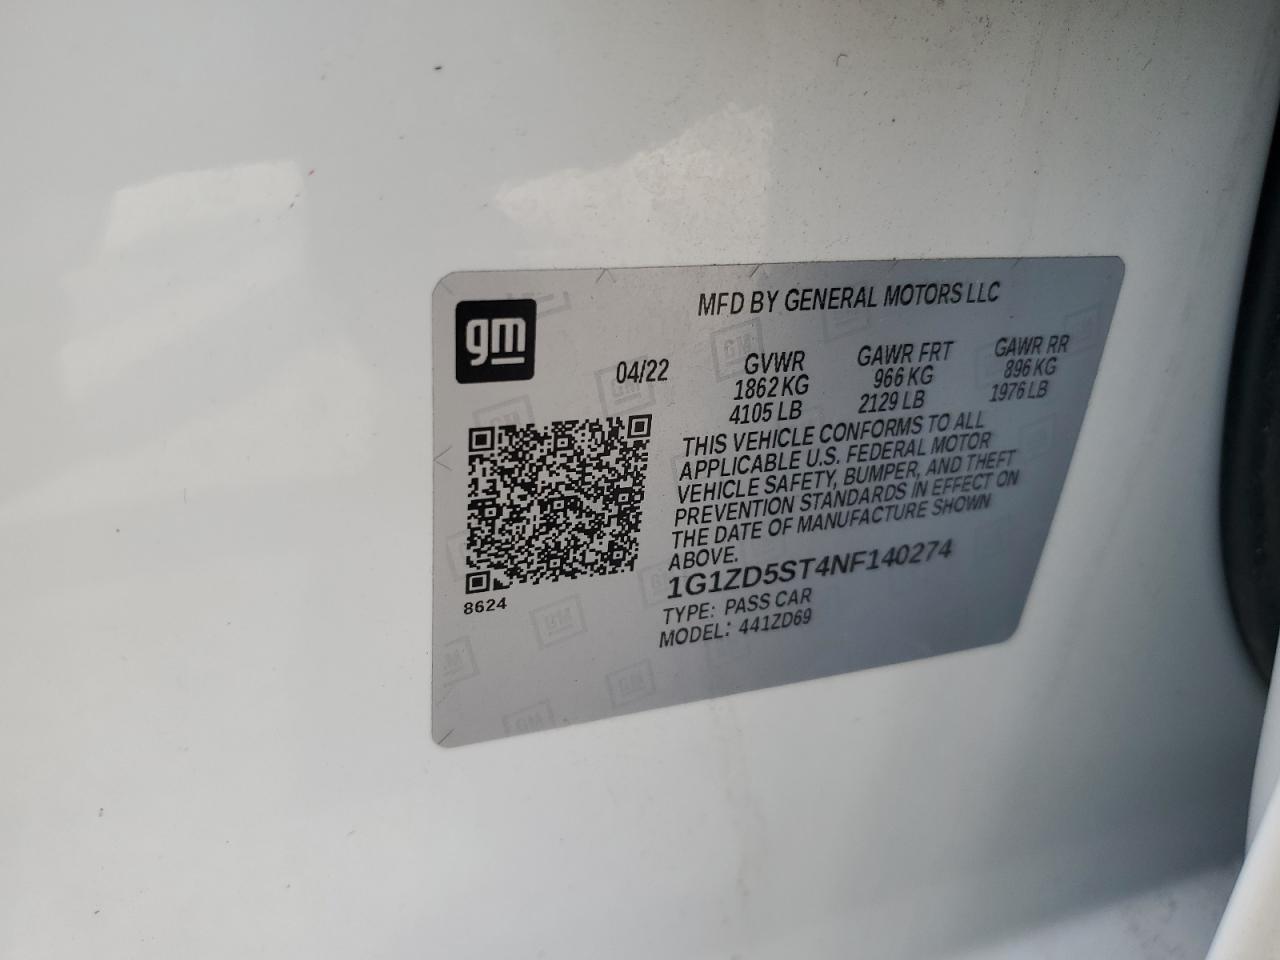 gm
MFD BY GENERAL MOTORS LLC
04/22
GVWR
1862 KG
4105 LB
GAWR FRT
966 KG
2129 LB
GAWR RR
896 KG
1976 LB
THIS VEHICLE CONFORMS TO ALL
APPLICABLE U.S. FEDERAL MOTOR
VEHICLE SAFETY, BUMPER, AND THEFT
PREVENTION STANDARDS IN EFFECT ON
THE DATE OF MANUFACTURE SHOWN
ABOVE.
1G1ZD5ST4NF140274
TYPE: PASS CAR
MODEL: 441ZD69
8624